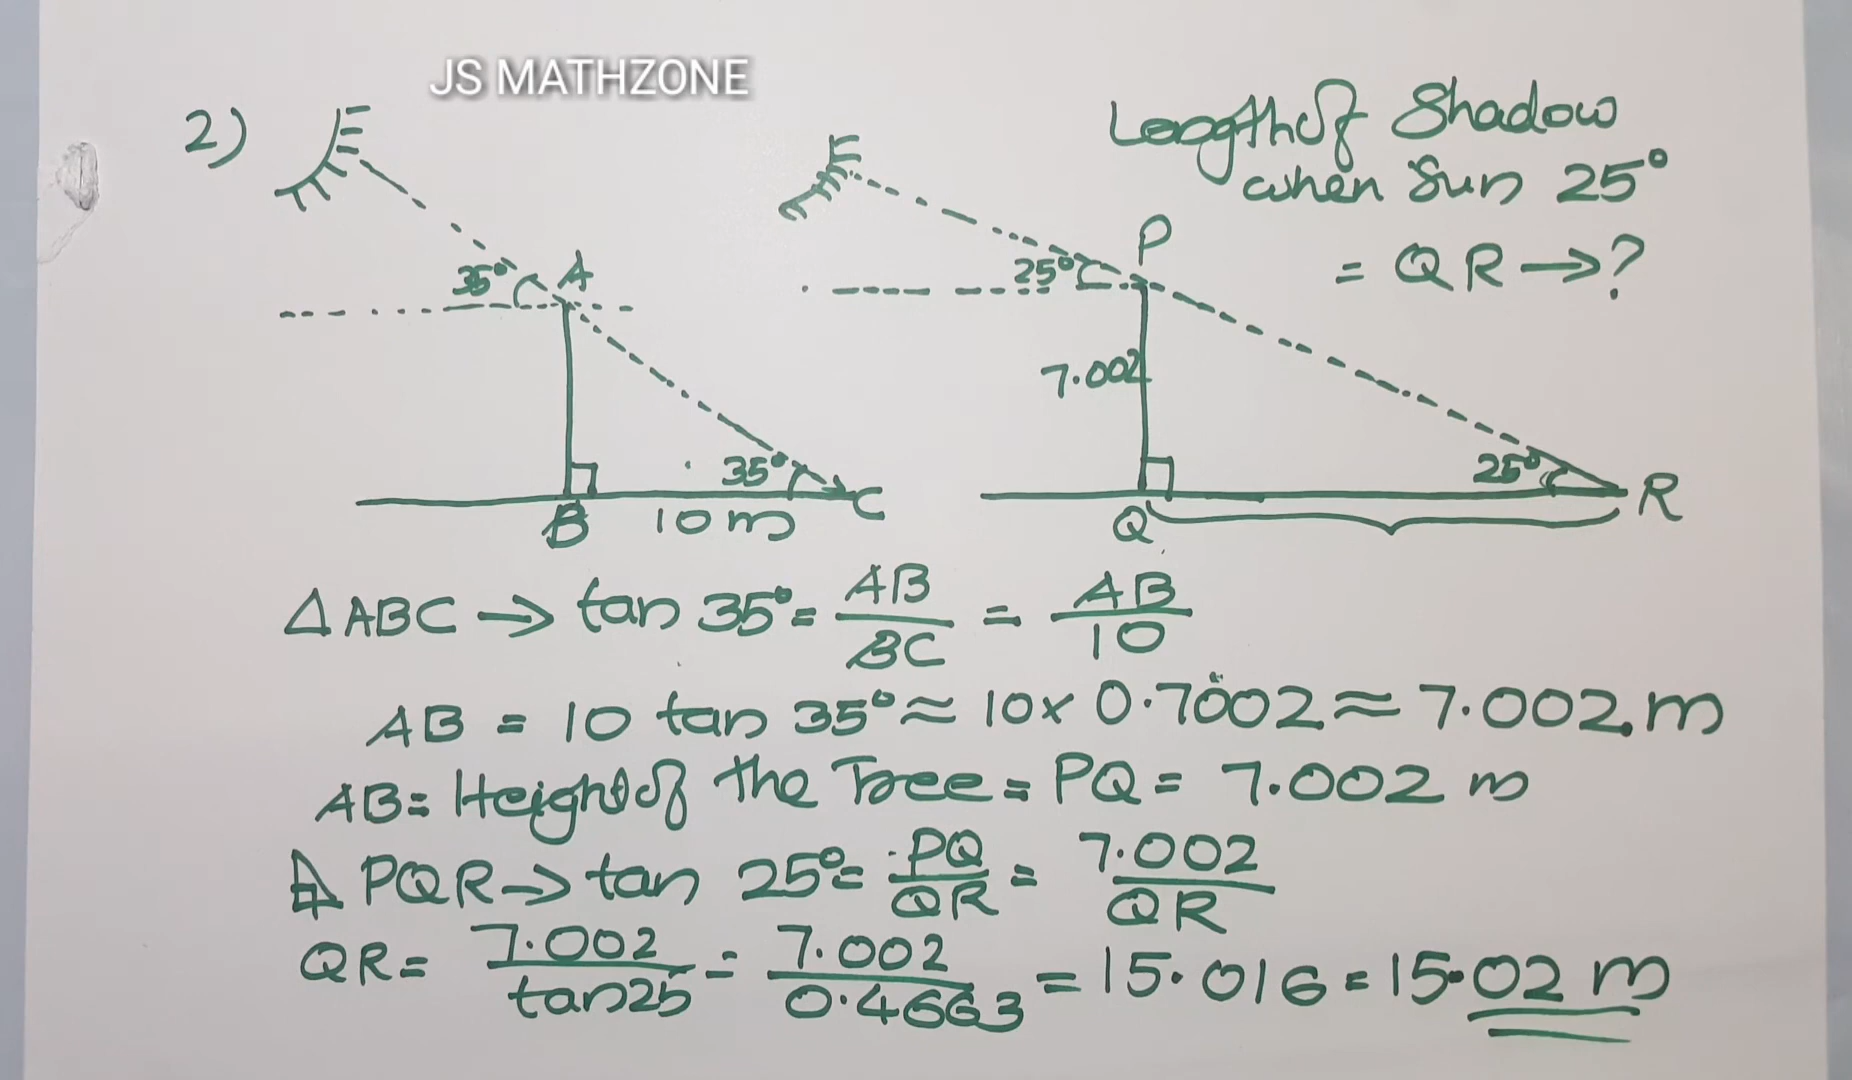 JS MATHZONE
2)
Length of Shadow
when Sun 25°
= QR → ?
35°
A
35°
B
10 m
C
25°
P
7.002
25°
Q
R
△ABC → tan 35° = AB/BC = AB/10
AB = 10 tan 35° ≈ 10 x 0.7002 ≈ 7.002 m
AB = Height of the Tree = PQ = 7.002 m
△ PQR → tan 25° = PQ/QR = 7.002/QR
QR = 7.002/tan25 = 7.002/0.4663 = 15.016 = 15.02 m